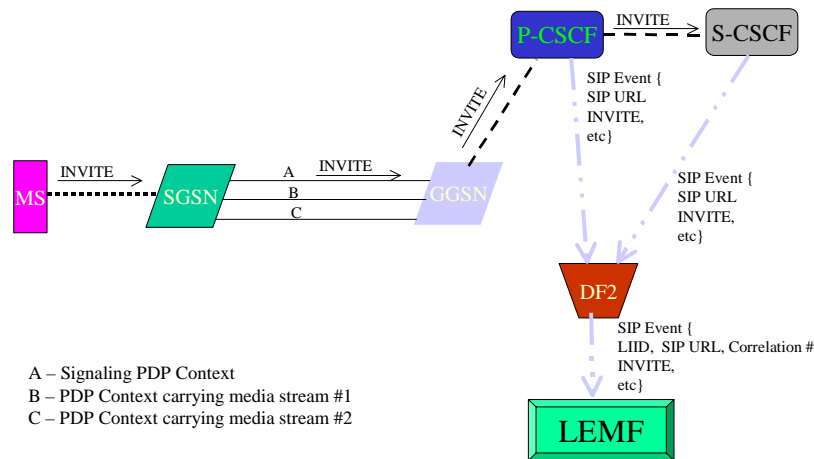 INVITE
P-CSCF
S-CSCF
INVITE
SIP Event {
SIP URL
INVITE,
etc}
INVITE
A
INVITE
MS
SGSN
B
GGSN
C
SIP Event {
SIP URL
INVITE,
etc}
DF2
SIP Event {
LIID,  SIP URL, Correlation #
INVITE,
etc}
A – Signaling PDP Context
B – PDP Context carrying media stream #1
C – PDP Context carrying media stream #2
LEMF